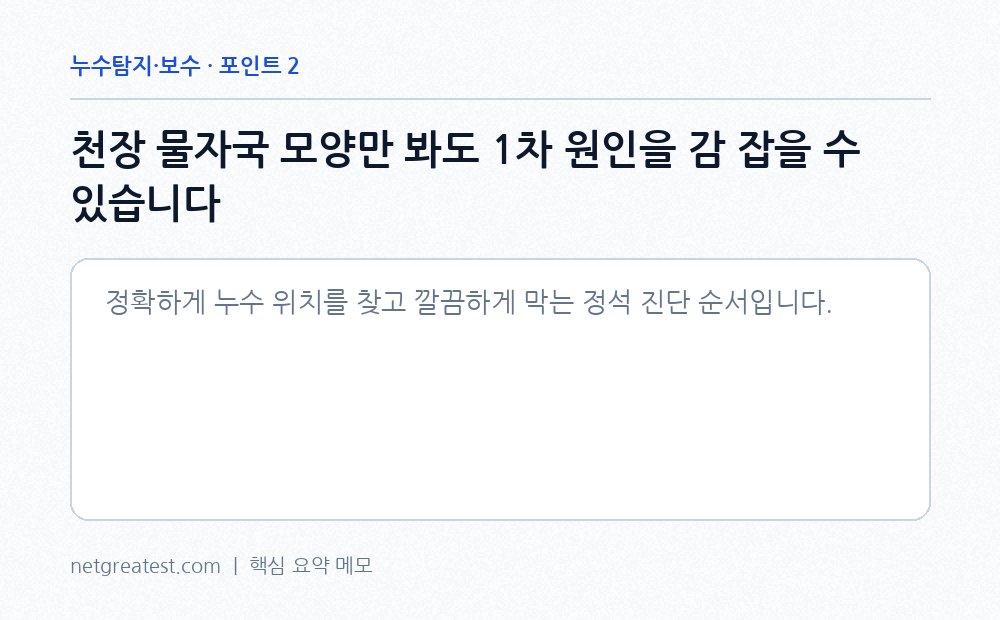 누수탐지·보수 · 포인트 2
천장 물자국 모양만 봐도 1차 원인을 감 잡을 수
있습니다
정확하게 누수 위치를 찾고 깔끔하게 막는 정석 진단 순서입니다.
netgreatest.com | 핵심 요약 메모